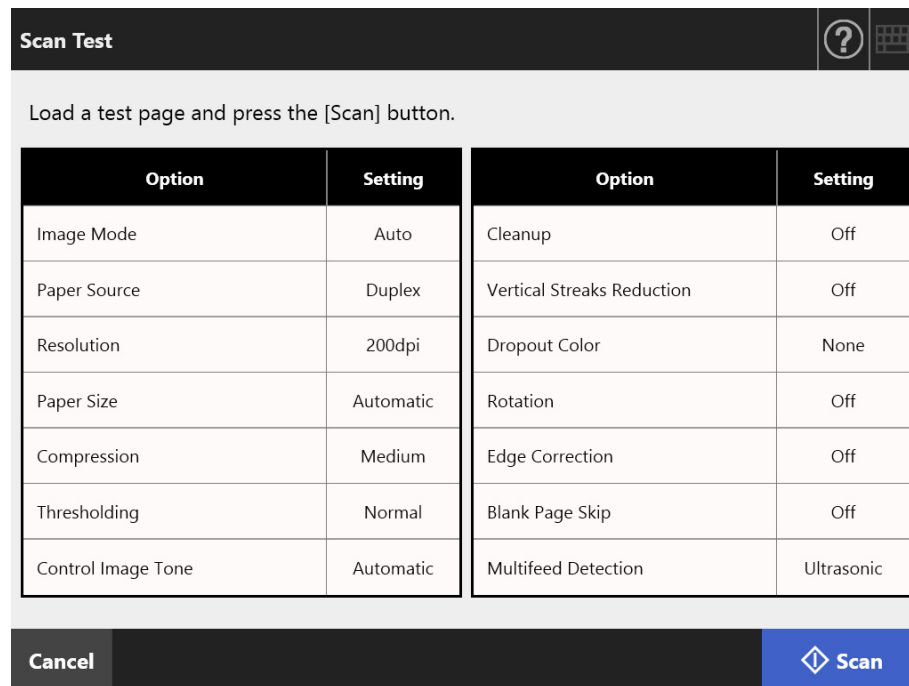 Scan Test
Load a test page and press the [Scan] button.
Option Setting
Image Mode Auto
Paper Source Duplex
Resolution 200dpi
Paper Size Automatic
Compression Medium
Thresholding Normal
Control Image Tone Automatic
Option Setting
Cleanup Off
Vertical Streaks Reduction Off
Dropout Color None
Rotation Off
Edge Correction Off
Blank Page Skip Off
Multifeed Detection Ultrasonic
Cancel Scan